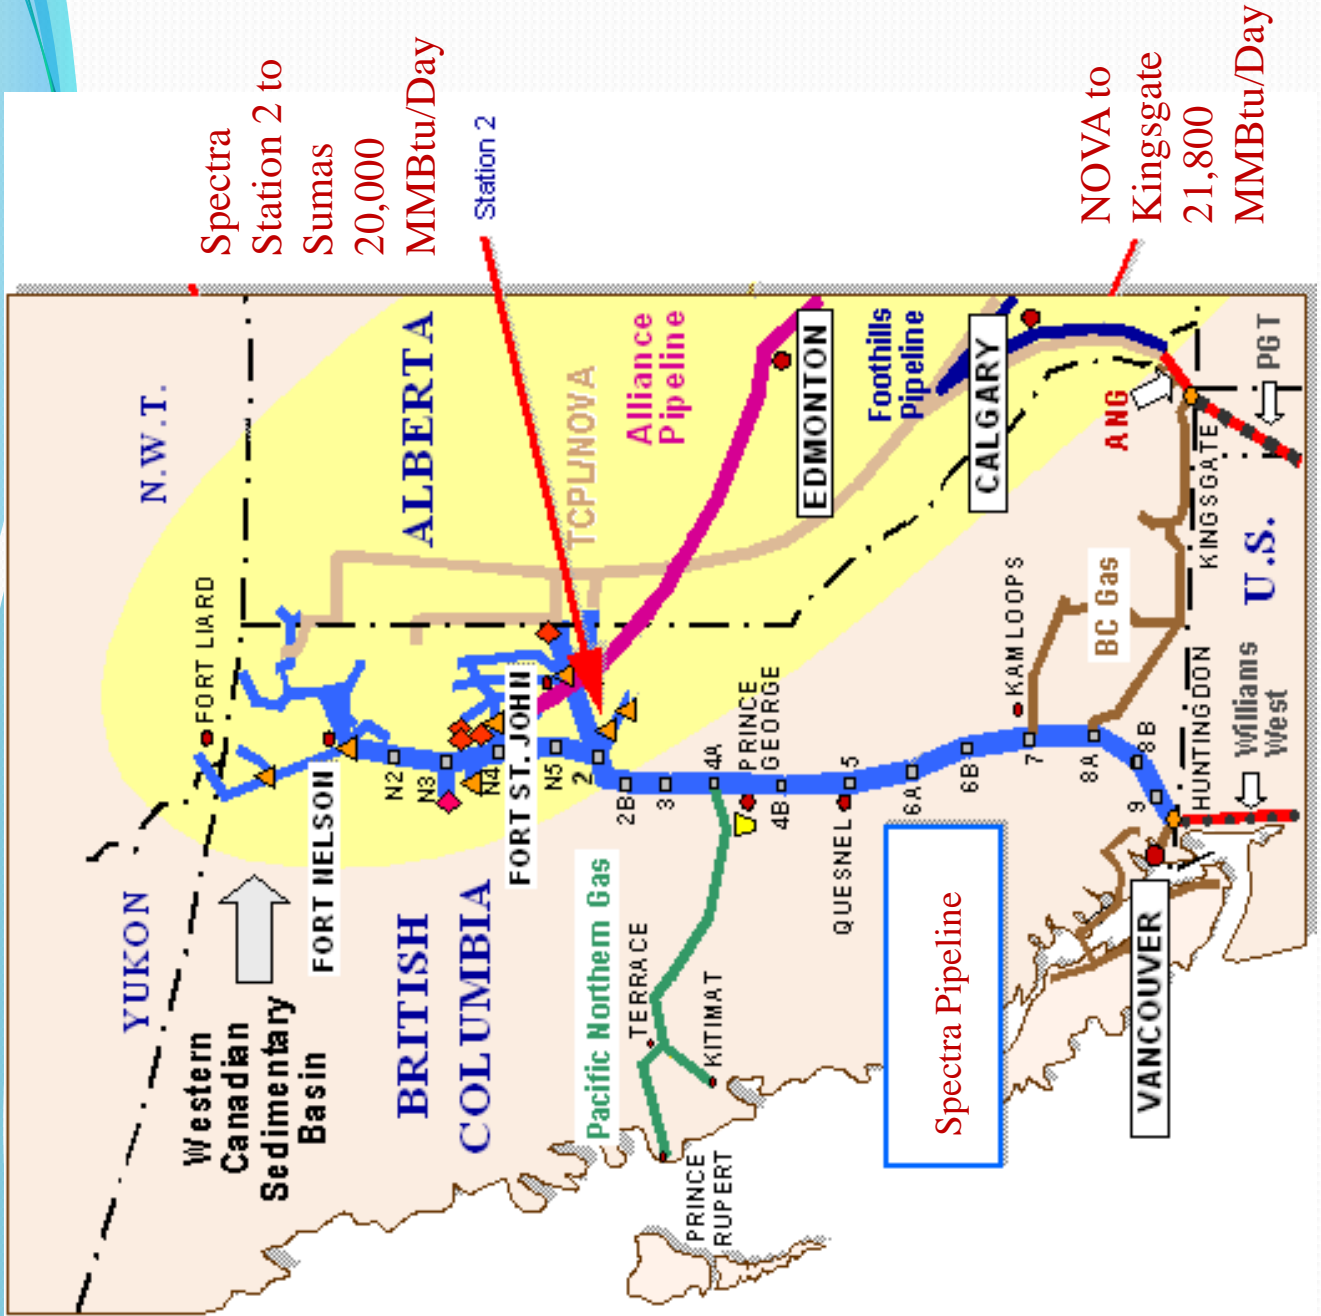 Spectra
Station 2 to
Sumas
20,000
MMBtu/Day
Station 2
NOVA to
Kingsgate
21,800
MMBtu/Day
YUKON
N.W.T.
Western
Canadian
Sedimentary
Basin
FORT LIARD
FORT NELSON
BRITISH
COLUMBIA
ALBERTA
N2
N3
N4
FORT ST. JOHN
N5
2
TCPL/NOVA
Alliance
Pipeline
2B
3
4A
PRINCE
GEORGE
4B
Pacific Northern Gas
TERRACE
KITIMAT
PRINCE
RUPERT
EDMONTON
Foothills
Pipeline
CALGARY
QUESNEL
5
6A
6B
KAMLOOPS
7
8A
8B
9
Spectra Pipeline
BC Gas
ANG
VANCOUVER
HUNTINGDON
KINGSGATE
Williams
West
U.S.
PGT